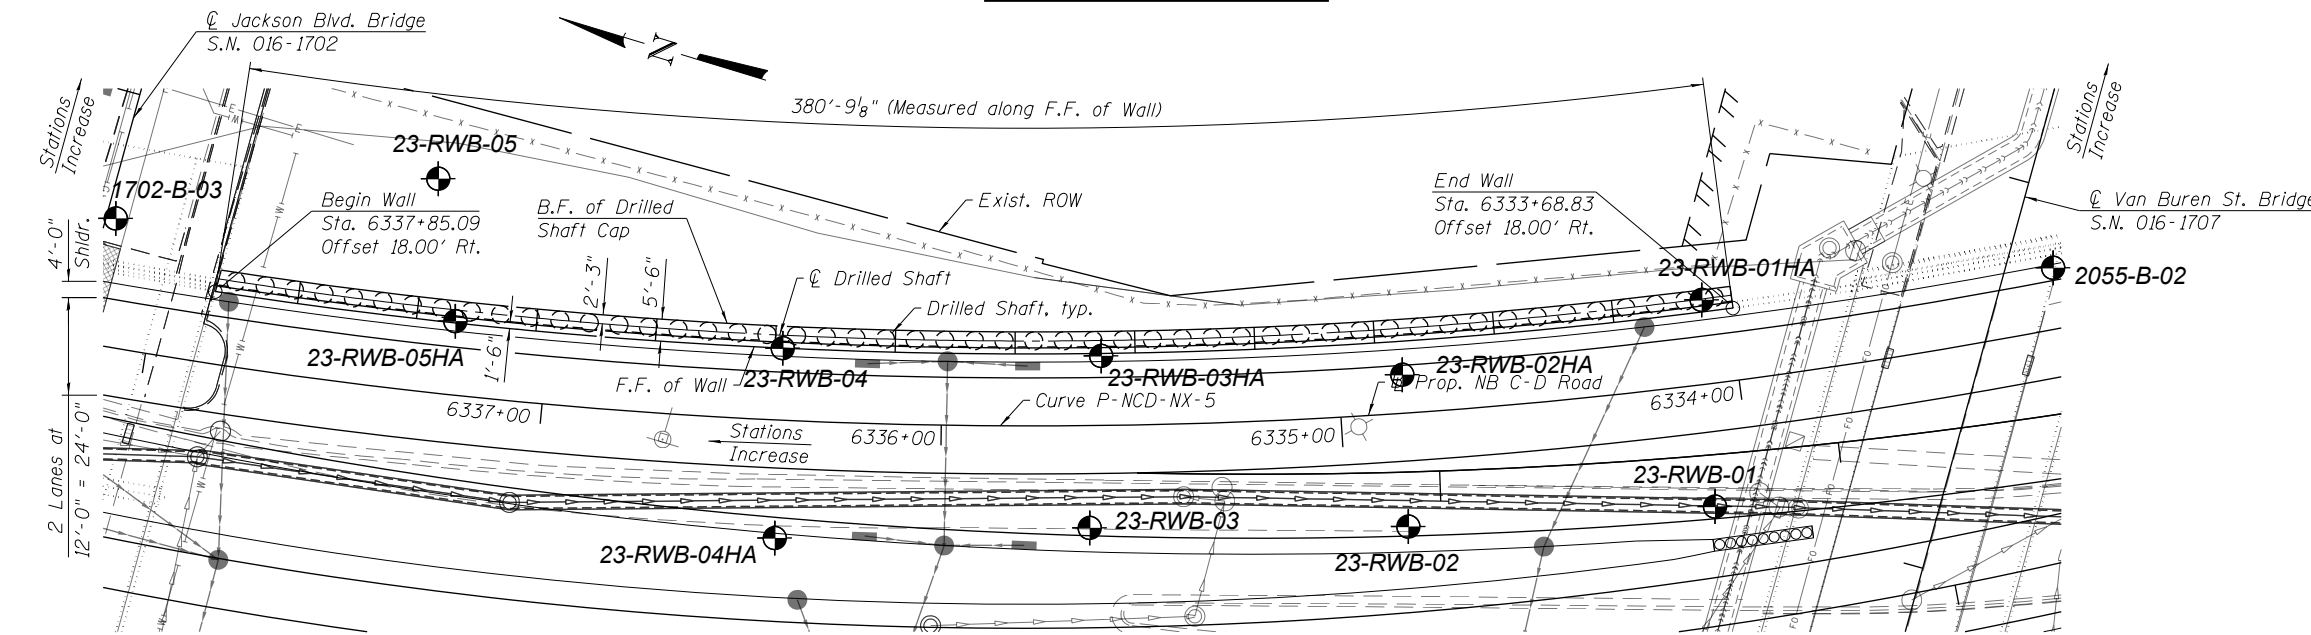 ℄ Jackson Blvd. Bridge
S.N. 016-1702
N
Stations
Increase
380'-9⅛" (Measured along F.F. of Wall)
Stations
Increase
23-RWB-05
1702-B-03
Begin Wall
Sta. 6337+85.09
Offset 18.00' Rt.
B.F. of Drilled
Shaft Cap
Exist. ROW
End Wall
Sta. 6333+68.83
Offset 18.00' Rt.
℄ Van Buren St. Bridge
S.N. 016-1707
4'-0"
Shldr.
℄ Drilled Shaft
2'-3"
5'-6"
Drilled Shaft, typ.
23-RWB-01HA
2055-B-02
23-RWB-05HA
1'-6"
F.F. of Wall
23-RWB-04
23-RWB-03HA
23-RWB-02HA
Prop. NB C-D Road
Curve P-NCD-NX-5
6337+00
6336+00
6335+00
6334+00
Stations
Increase
2 Lanes at
12'-0" = 24'-0"
23-RWB-01
23-RWB-04HA
23-RWB-03
23-RWB-02